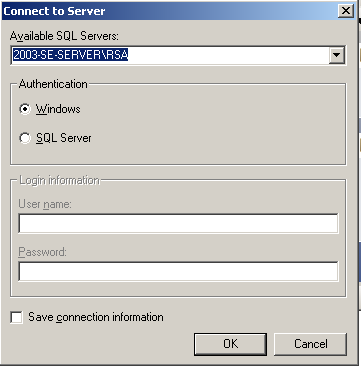 Connect to Server
Available SQL Servers:
2003-SE-SERVER\RSA
Authentication
Windows
SQL Server
Login information
User name:
Password:
Save connection information
OK
Cancel